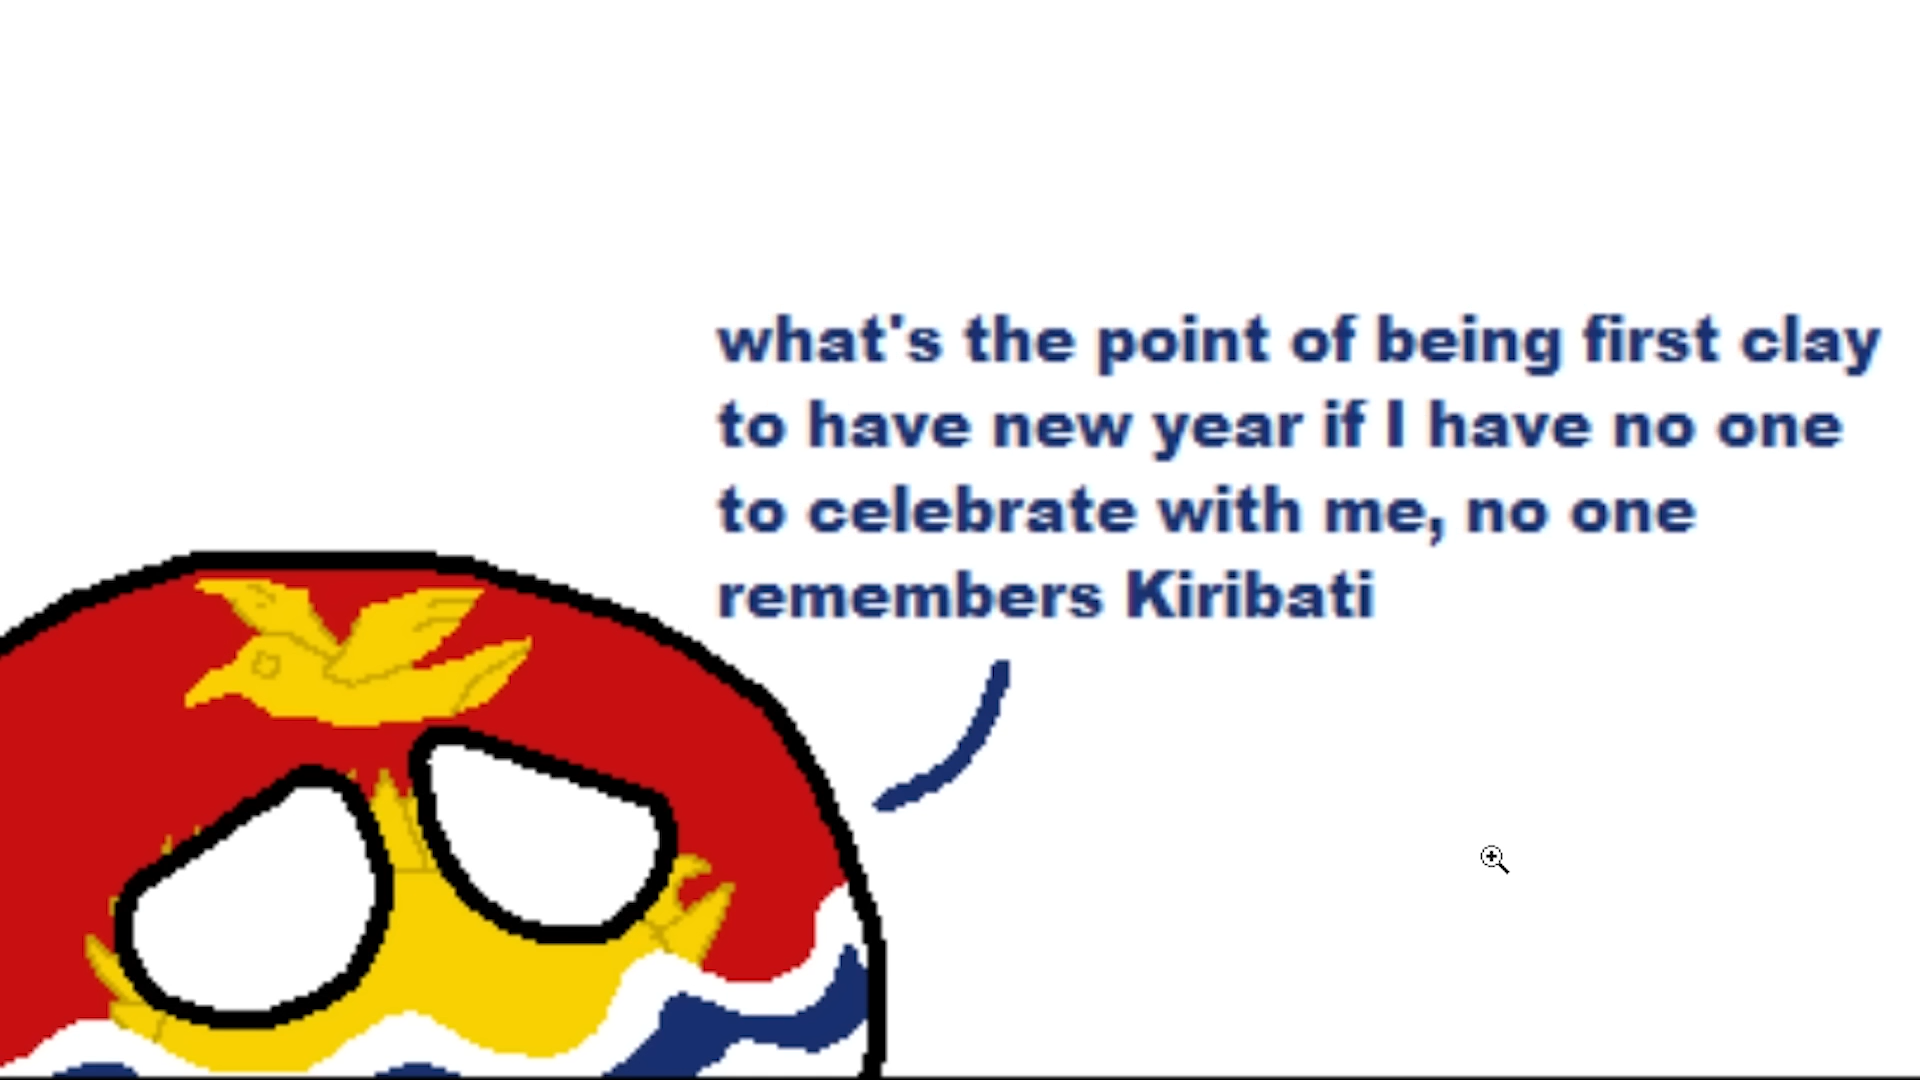 what's the point of being first clay
to have new year if I have no one
to celebrate with me, no one
remembers Kiribati